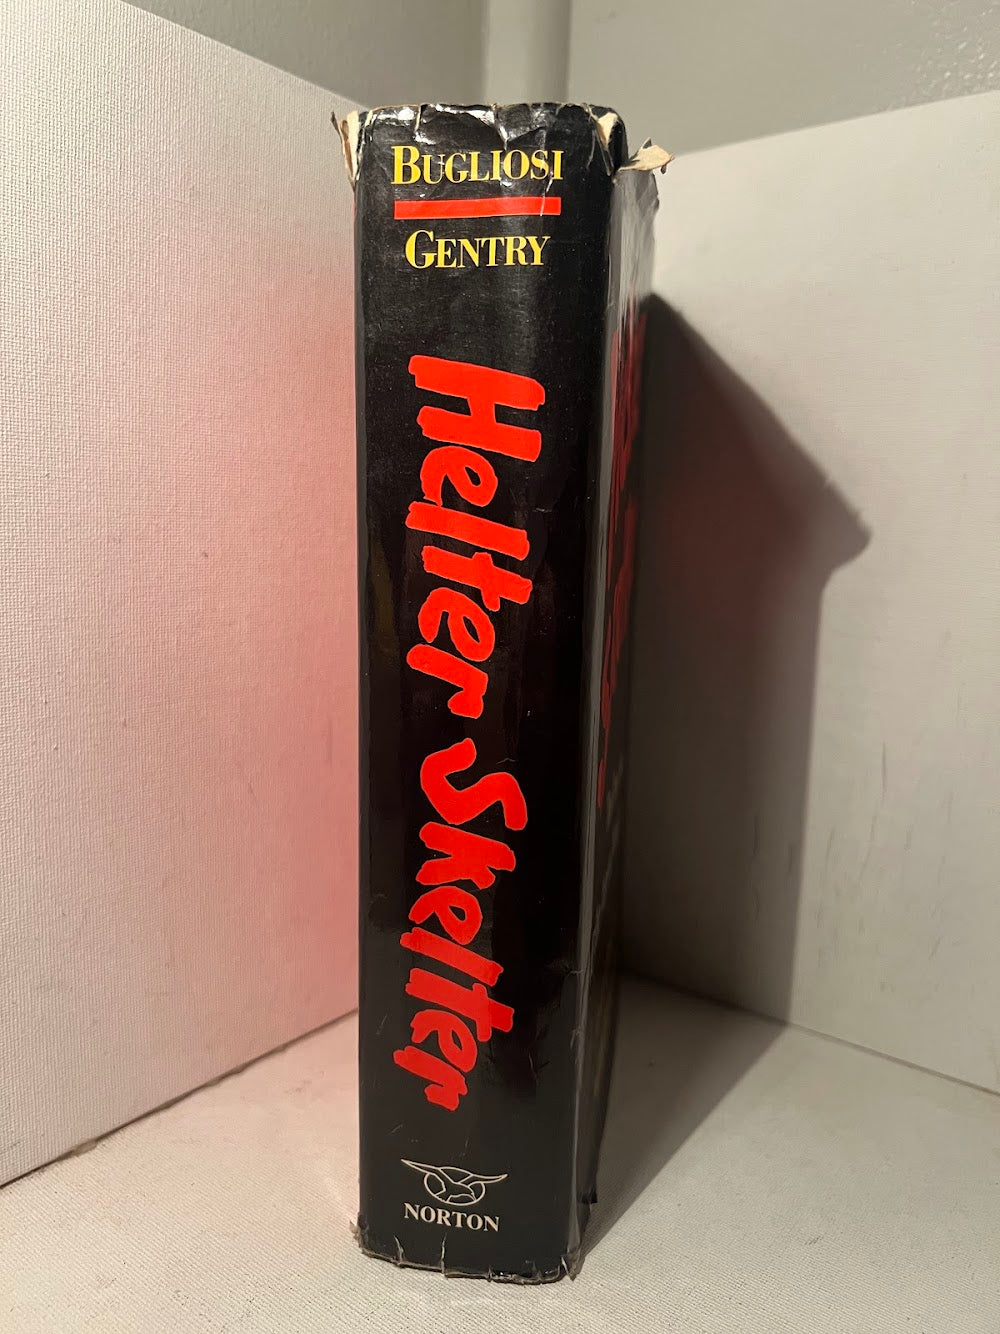 BUGLIOSI
GENTRY
Helter Skelter
NORTON